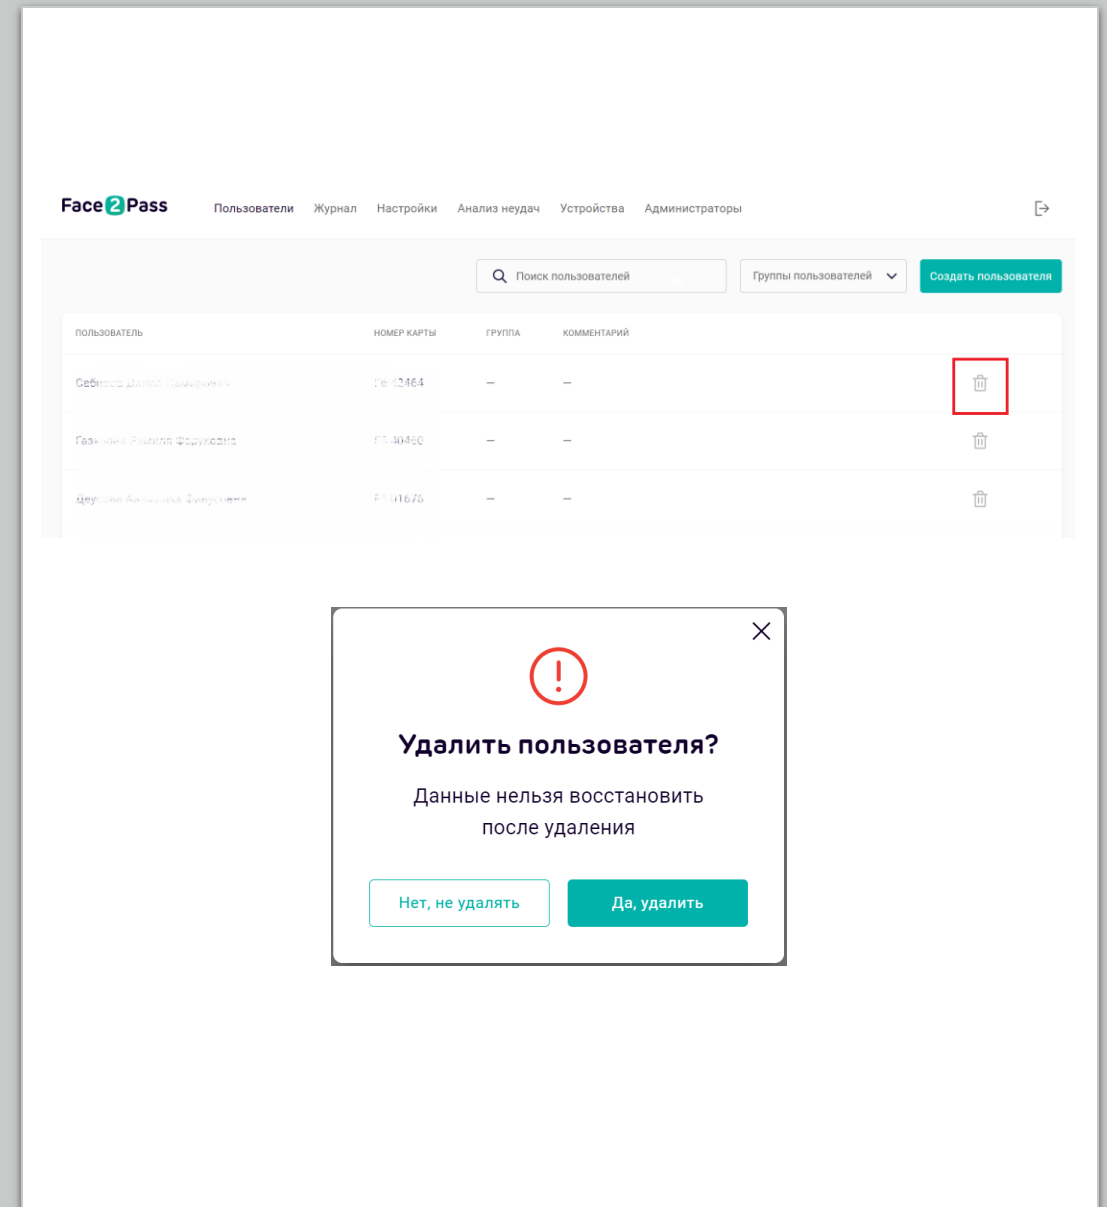 Face2Pass
Пользователи Журнал Настройки Анализ неудач Устройства Администраторы
Поиск пользователей Группы пользователей Создать пользователя
ПОЛЬЗОВАТЕЛЬ НОМЕР КАРТЫ ГРУППА КОММЕНТАРИЙ
— —
— —
— —
Удалить пользователя?
Данные нельзя восстановить
после удаления
Нет, не удалять Да, удалить